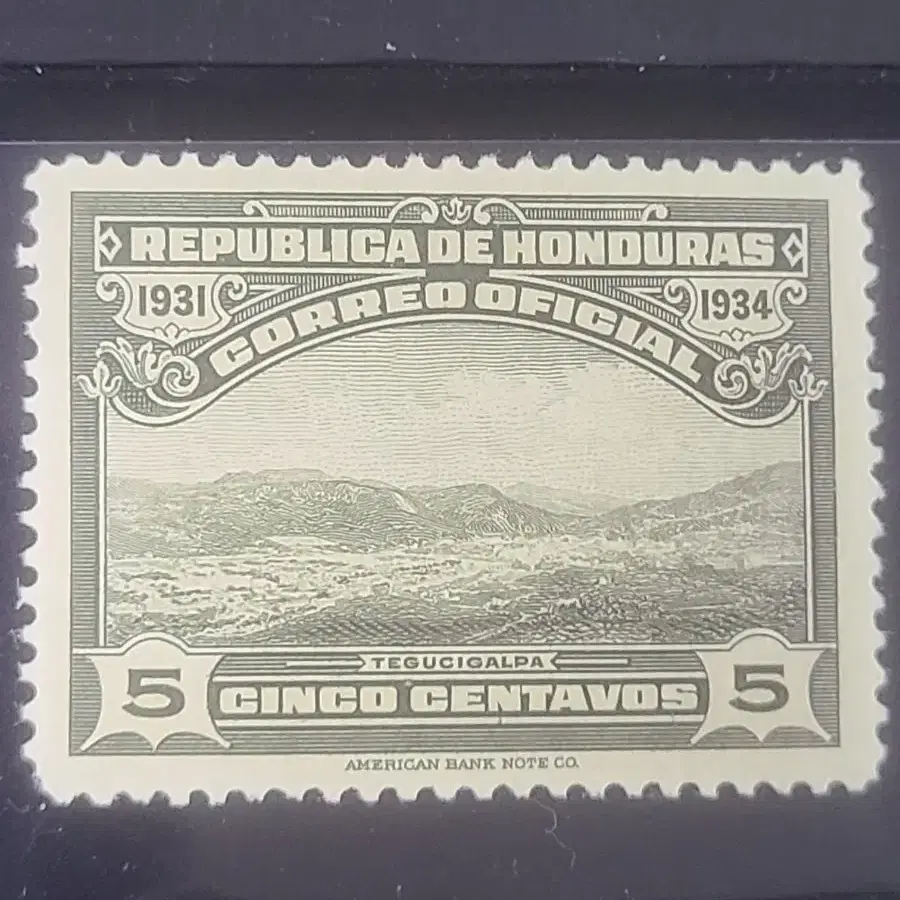 REPUBLICA DE HONDURAS
1931 1934
CORREO OFICIAL
TEGUCIGALPA
5 CINCO CENTAVOS 5
AMERICAN BANK NOTE CO.